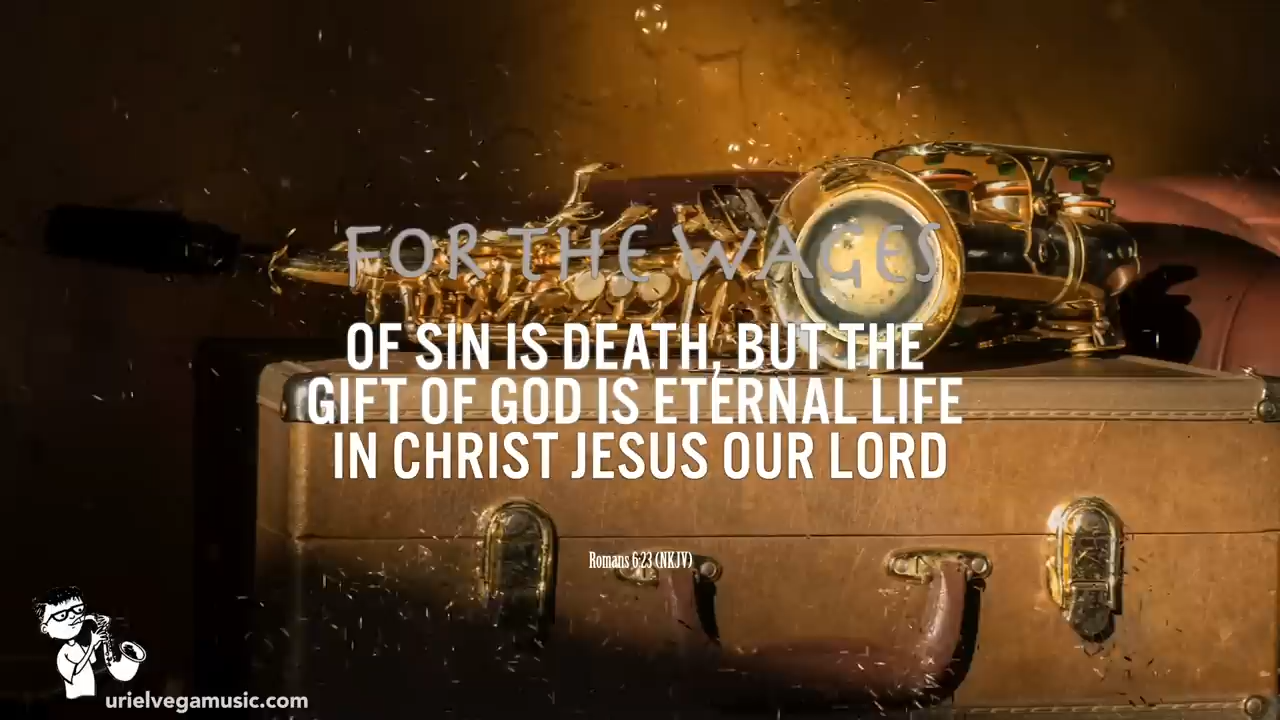 FOR THE WAGES
OF SIN IS DEATH, BUT THE
GIFT OF GOD IS ETERNAL LIFE
IN CHRIST JESUS OUR LORD
Romans 6:23 (NKJV)
urielvegamusic.com